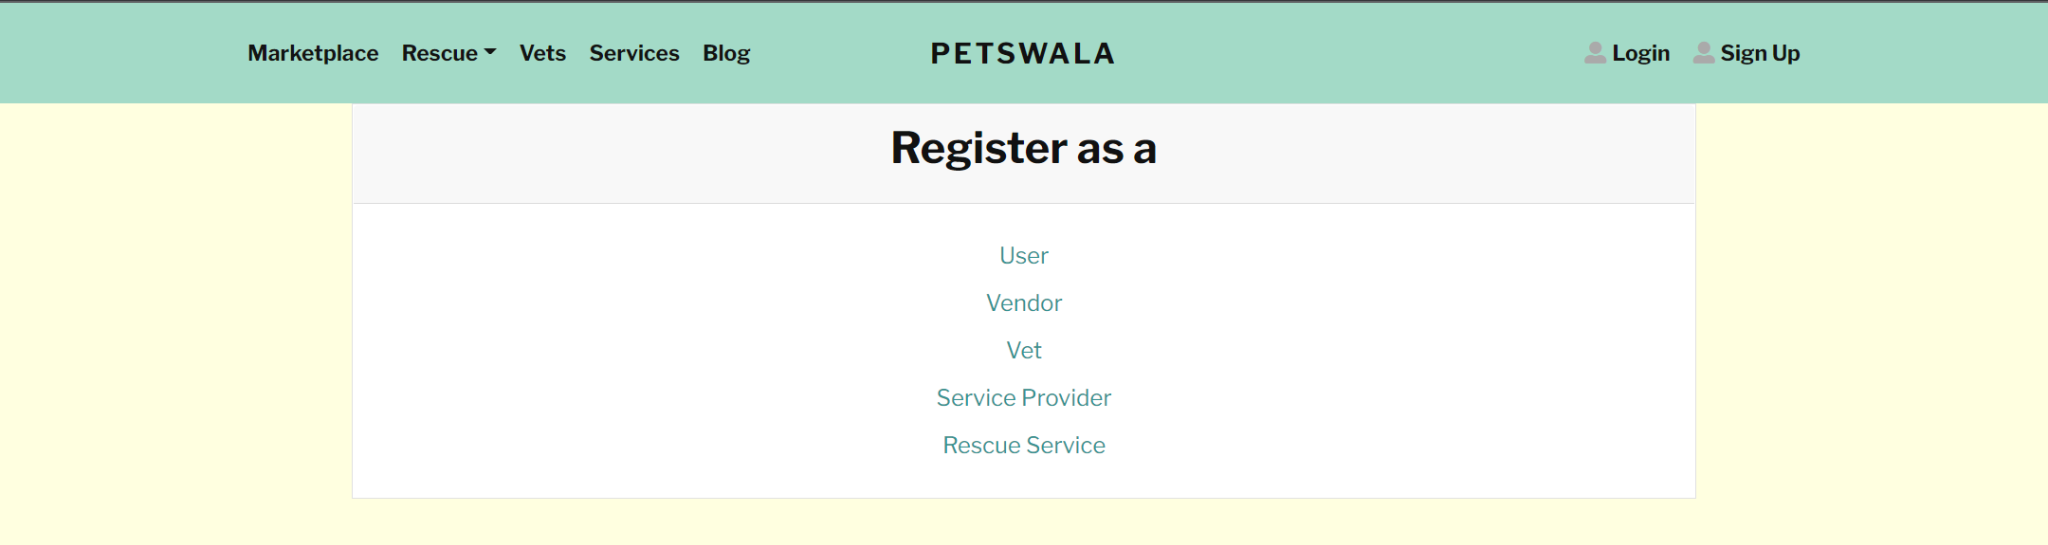 Marketplace Rescue Vets Services Blog PETSWALA Login Sign Up
Register as a
User
Vendor
Vet
Service Provider
Rescue Service